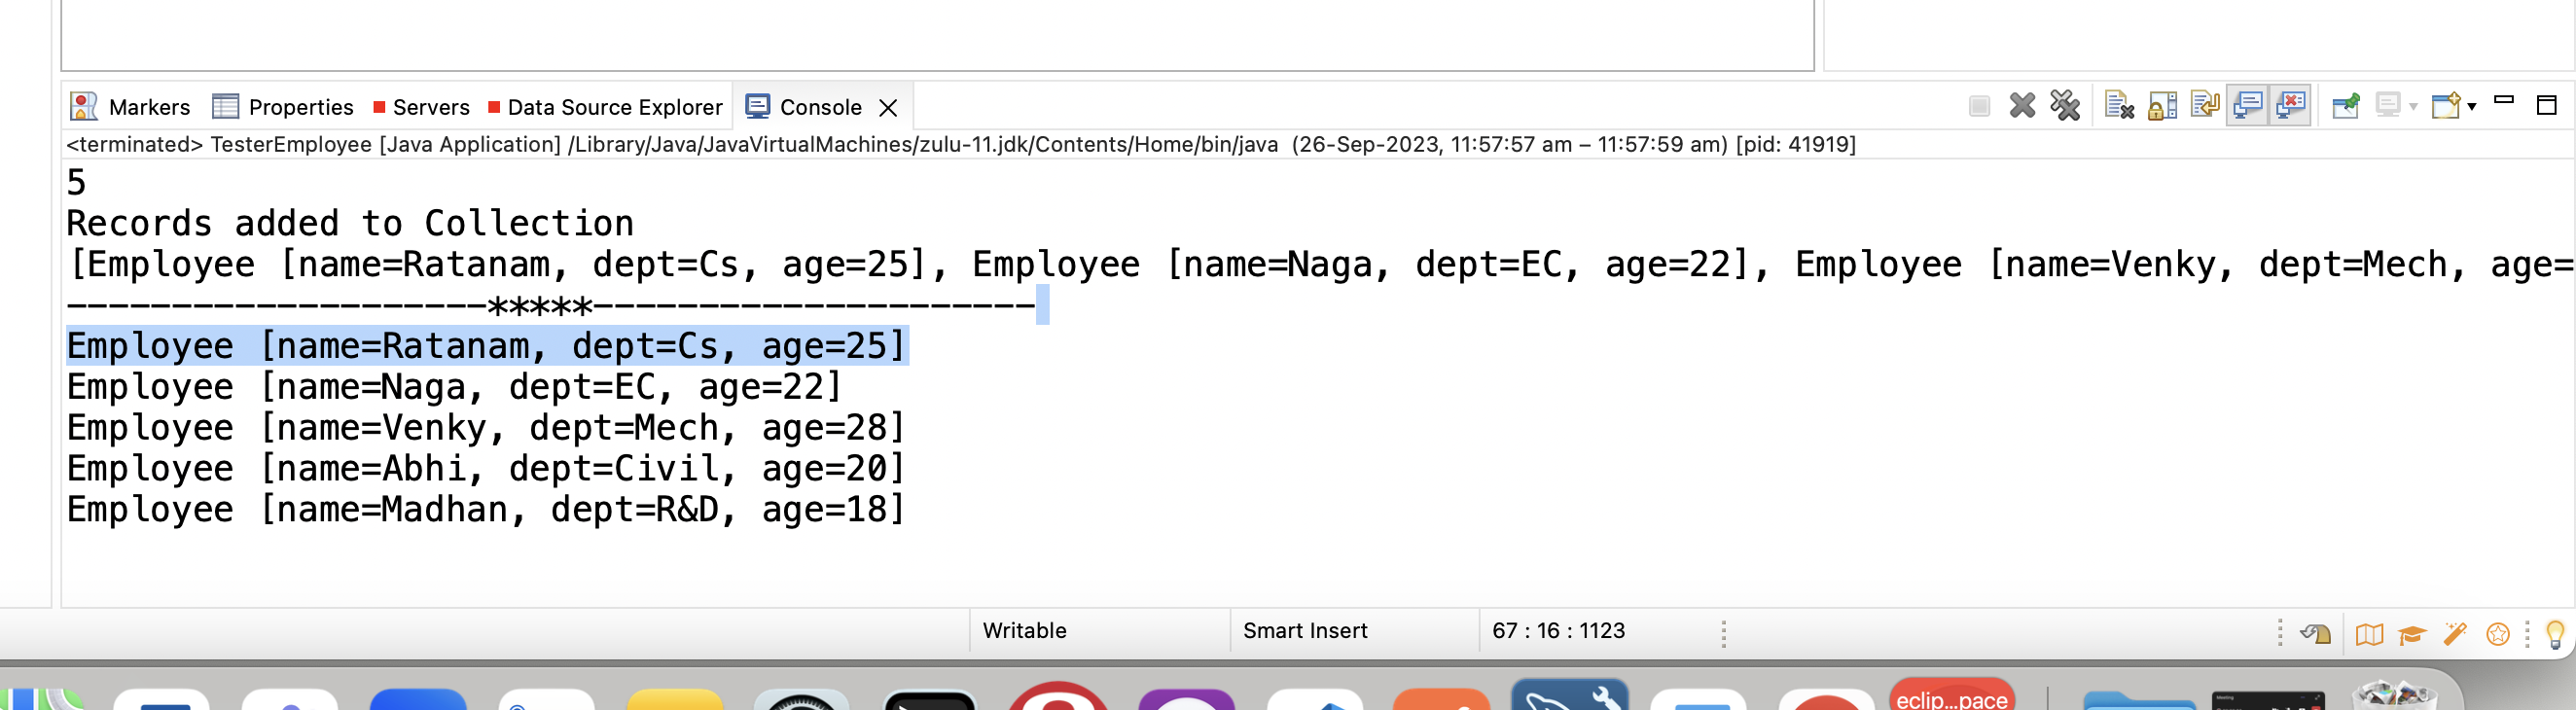 Markers Properties Servers Data Source Explorer Console
<terminated> TesterEmployee [Java Application] /Library/Java/JavaVirtualMachines/zulu-11.jdk/Contents/Home/bin/java (26-Sep-2023, 11:57:57 am – 11:57:59 am) [pid: 41919]
5
Records added to Collection
[Employee [name=Ratanam, dept=Cs, age=25], Employee [name=Naga, dept=EC, age=22], Employee [name=Venky, dept=Mech, age=
--------------------*****---------------------
Employee [name=Ratanam, dept=Cs, age=25]
Employee [name=Naga, dept=EC, age=22]
Employee [name=Venky, dept=Mech, age=28]
Employee [name=Abhi, dept=Civil, age=20]
Employee [name=Madhan, dept=R&D, age=18]
Writable Smart Insert 67 : 16 : 1123
eclip...pace